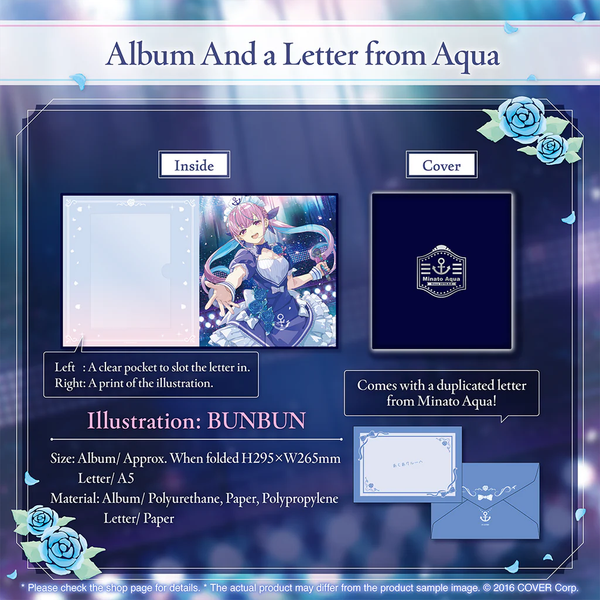 Album And a Letter from Aqua
Inside
Cover
Minato Aqua
Left : A clear pocket to slot the letter in.
Right: A print of the illustration.
Comes with a duplicated letter
from Minato Aqua!
Illustration: BUNBUN
Size: Album/ Approx. When folded H295×W265mm
Letter/ A5
Material: Album/ Polyurethane, Paper, Polypropylene
Letter/ Paper
* Please check the shop page for details. * The actual product may differ from the product sample image. © 2016 COVER Corp.